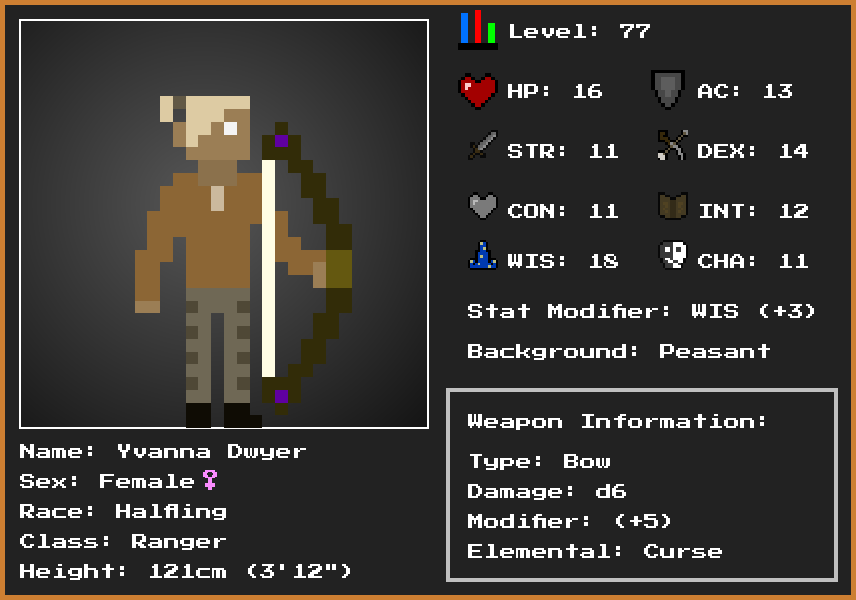 Level: 77
HP: 16 AC: 13
STR: 11 DEX: 14
CON: 11 INT: 12
WIS: 18 CHA: 11
Stat Modifier: WIS (+3)
Background: Peasant
Name: Yvanna Dwyer
Sex: Female♀
Race: Halfling
Class: Ranger
Height: 121cm (3'12")
Weapon Information:
Type: Bow
Damage: d6
Modifier: (+5)
Elemental: Curse